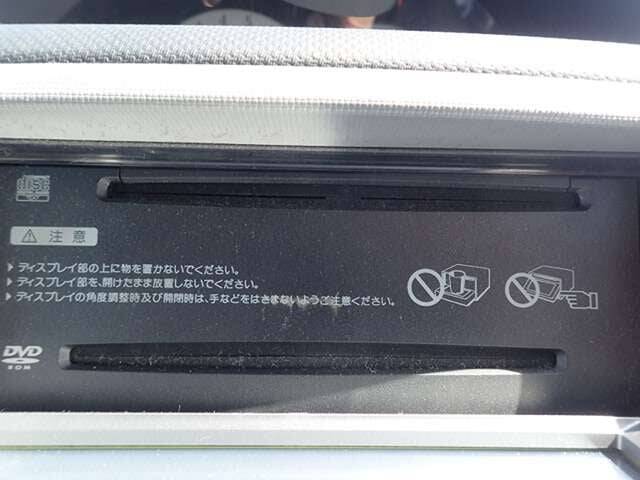 DISC
⚠ 注意
▶ディスプレイ部の上に物を置かないでください。
▶ディスプレイ部を、開けたまま放置しないでください。
▶ディスプレイの角度調整時及び開閉時は、手などをはさまないようご注意ください。
DVD
ROM